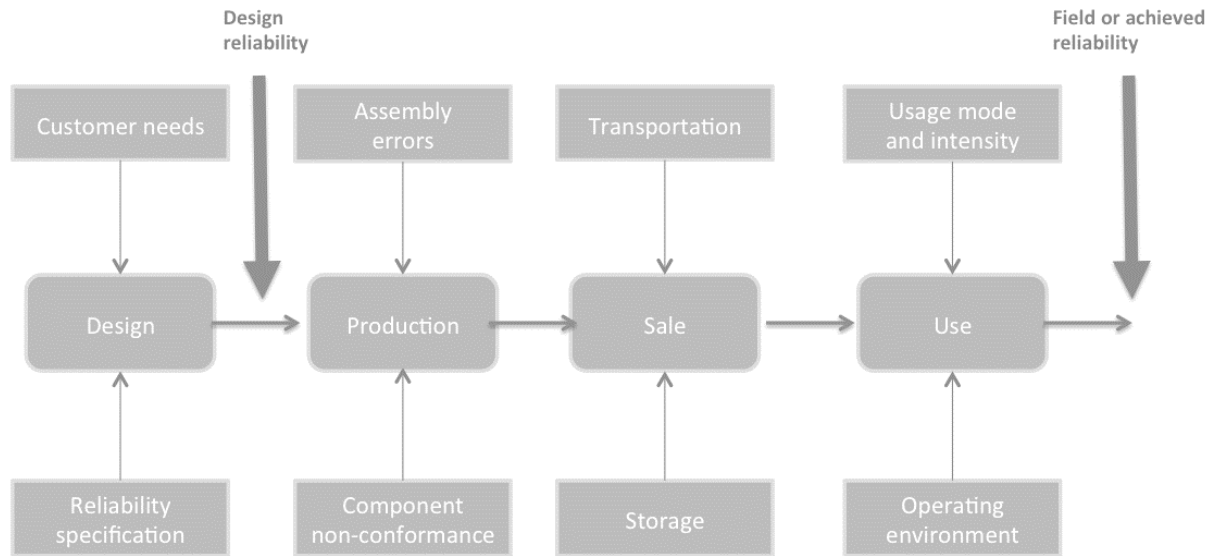 Design
reliability
Field or achieved
reliability
Customer needs
Assembly
errors
Transportation
Usage mode
and intensity
Design
Production
Sale
Use
Reliability
specification
Component
non-conformance
Storage
Operating
environment